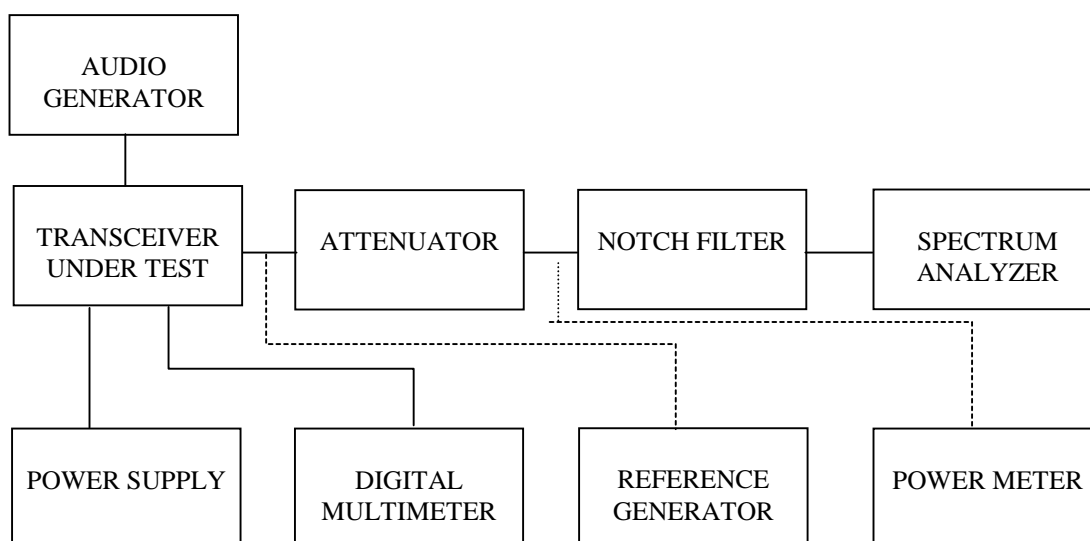 AUDIO
GENERATOR
TRANSCEIVER
UNDER TEST
ATTENUATOR
NOTCH FILTER
SPECTRUM
ANALYZER
POWER SUPPLY
DIGITAL
MULTIMETER
REFERENCE
GENERATOR
POWER METER